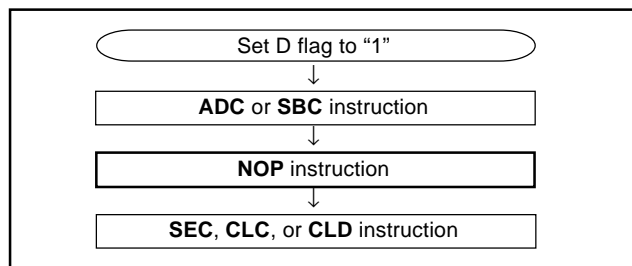 Set D flag to “1”
ADC or SBC instruction
NOP instruction
SEC, CLC, or CLD instruction